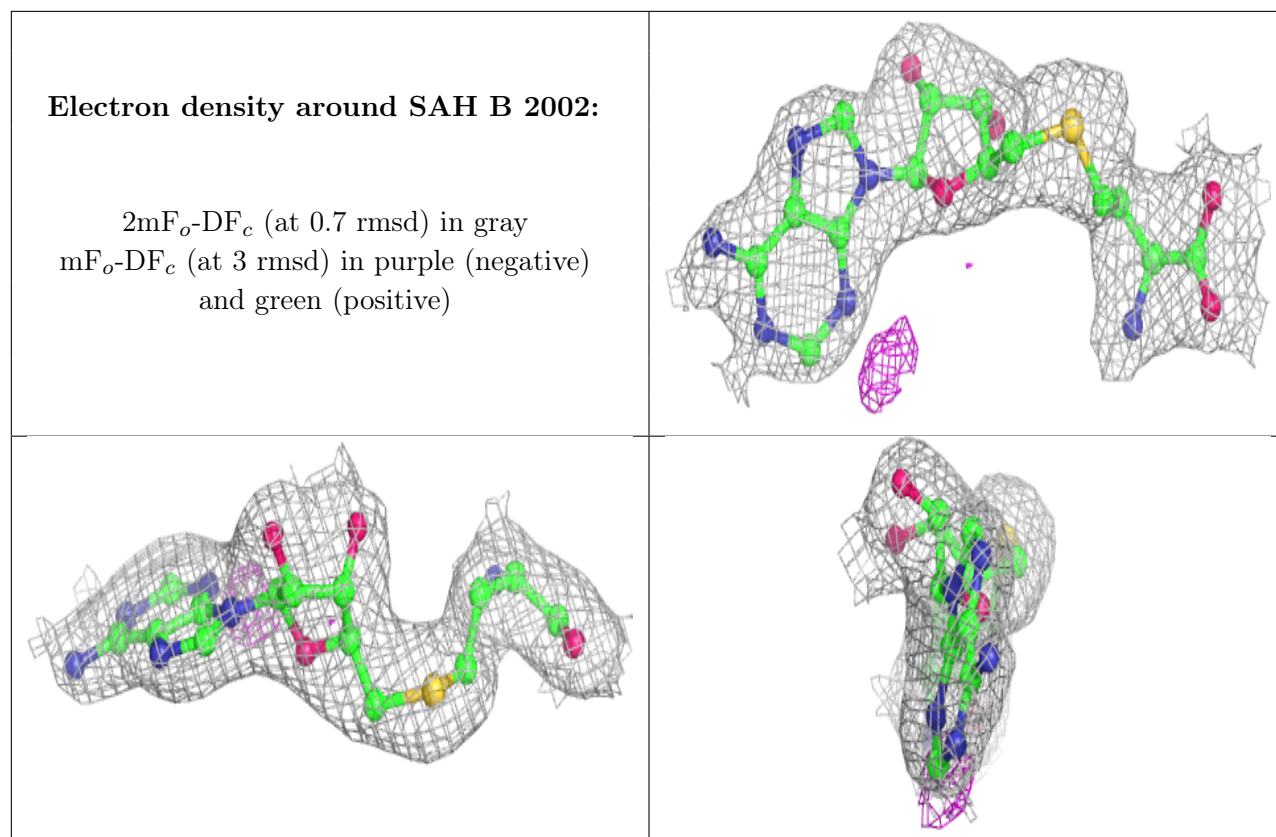 Electron density around SAH B 2002:
2mFo-DFc (at 0.7 rmsd) in gray
mFo-DFc (at 3 rmsd) in purple (negative)
and green (positive)